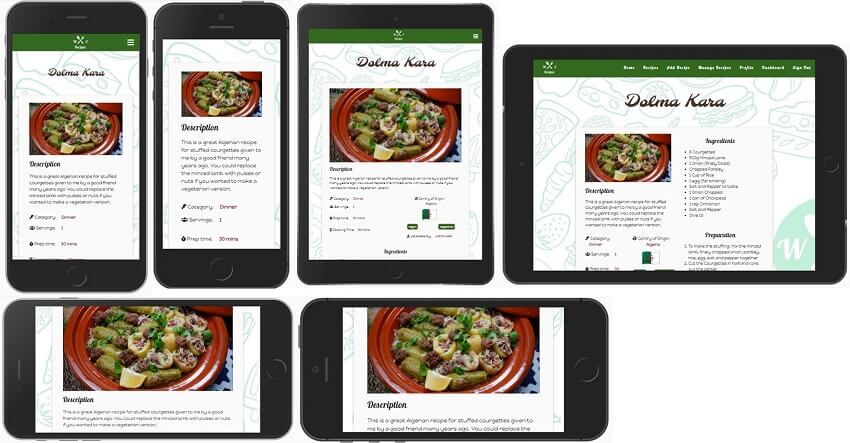 Recipes
Dolma Kara
Description
This is a great Algerian recipe
for stuffed courgettes given to
me by a good friend many
years ago. You could replace
the minced lamb with pulses or
nuts if you wanted to make a
vegetarian version.
Category: Dinner
Servings: 1
Prep time: 30 mins
Description
This is a great Algerian recipe
for stuffed courgettes given to
me by a good friend many
years ago. You could replace
the minced lamb with pulses or
nuts if you wanted to make a
vegetarian version.
Category: Dinner
Servings: 1
Prep time: 30 mins
Dolma Kara
Description
This is a great Algerian recipe for stuffed courgettes given to me by a good friend
many years ago. You could replace the minced lamb with pulses or nuts if you
wanted to make a vegetarian version.
Category: Dinner
Contry of Origin:
Algeria
Servings: 1
Prep time: 30 mins
Cooking Time:
Ingredients
Recipes
Home Recipes Add Recipe Manage Recipes Profile Dashboard Sign Out
Dolma Kara
Description
This is a great Algerian recipe for
stuffed courgettes given to me by a
good friend many years ago. You could
replace the minced lamb with pulses or
nuts if you wanted to make a
vegetarian version.
Category:
Dinner
Contry of Origin:
Algeria
Servings: 1
Prep time: 30
Ingredients
6 Courgettes
500g Minced Lamb
1 Onion (finely Diced)
Chopped Parsley
1 Cup of Rice
1 egg (for binding)
Salt and Pepper to taste
1 Onion Chopped
1 can of Chickpeas
1 tsp Cinnamon
Salt and Pepper
Olive Oil
Preparation
1. To make the stuffing, mix the minced
lamb, finely chopped onion, parsley,
rice, egg, salt and pepper together.
2. Cut the Courgettes in half and core
out the center.
W
Description
This is a great Algerian recipe for stuffed courgettes given to me by a good
friend many years ago. You could replace the minced lamb with pulses or nuts
if you wanted to make a vegetarian version.
Description
This is a great Algerian recipe for stuffed courgettes given to
me by a good friend many years ago. You could replace the